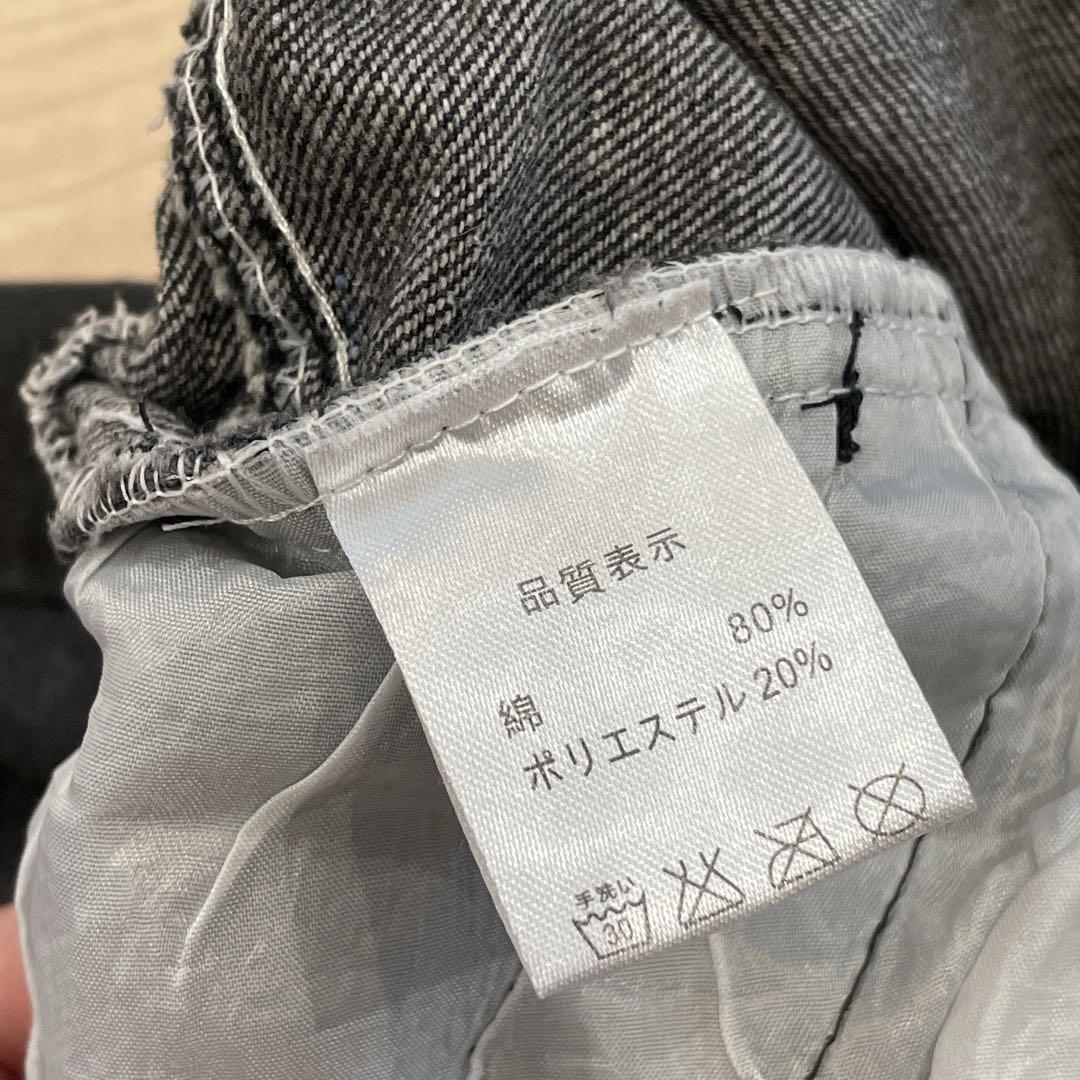 品質表示
綿 80%
ポリエステル 20%
手洗い
30